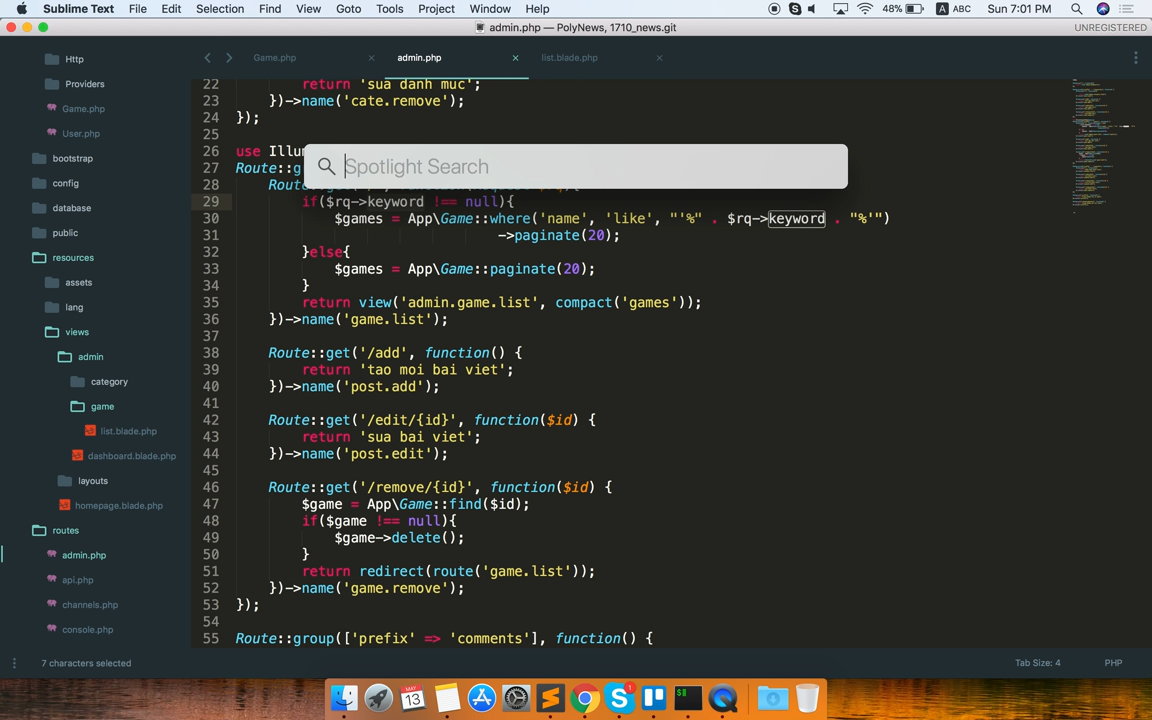 Sublime Text File Edit Selection Find View Goto Tools Project Window Help 48% A ABC Sun 7:01 PM
admin.php — PolyNews, 1710_news.git UNREGISTERED
Http
Providers
Game.php
User.php
bootstrap
config
database
public
resources
assets
lang
views
admin
category
game
list.blade.php
dashboard.blade.php
layouts
homepage.blade.php
routes
admin.php
api.php
channels.php
console.php
Game.php × admin.php × list.blade.php ×
Spotlight Search
22 return 'sua danh muc';
23 })->name('cate.remove');
24 });
25
26 use Illu
27 Route::g
28 Rout
29 if($rq->keyword !== null){
30 $games = App\Game::where('name', 'like', "'%" . $rq->keyword . "%'")
31 ->paginate(20);
32 }else{
33 $games = App\Game::paginate(20);
34 }
35 return view('admin.game.list', compact('games'));
36 })->name('game.list');
37
38 Route::get('/add', function() {
39 return 'tao moi bai viet';
40 })->name('post.add');
41
42 Route::get('/edit/{id}', function($id) {
43 return 'sua bai viet';
44 })->name('post.edit');
45
46 Route::get('/remove/{id}', function($id) {
47 $game = App\Game::find($id);
48 if($game !== null){
49 $game->delete();
50 }
51 return redirect(route('game.list'));
52 })->name('game.remove');
53 });
54
55 Route::group(['prefix' => 'comments'], function() {
7 characters selected Tab Size: 4 PHP
MAY
13
1